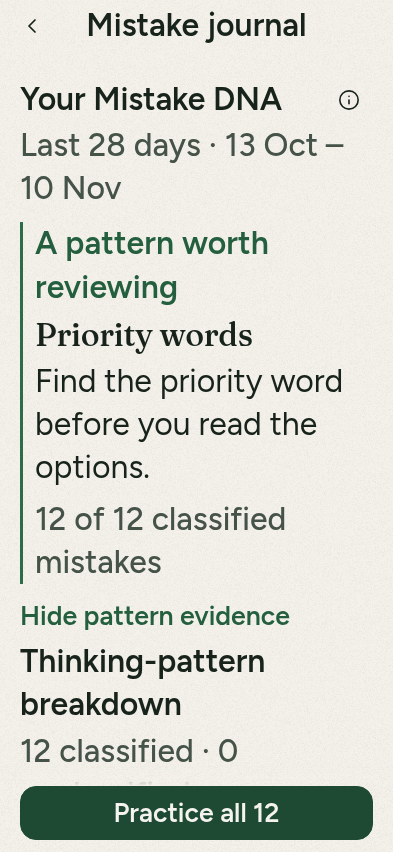 Mistake journal
Your Mistake DNA
Last 28 days · 13 Oct –
10 Nov
A pattern worth
reviewing
Priority words
Find the priority word
before you read the
options.
12 of 12 classified
mistakes
Hide pattern evidence
Thinking-pattern
breakdown
12 classified · 0
Practice all 12